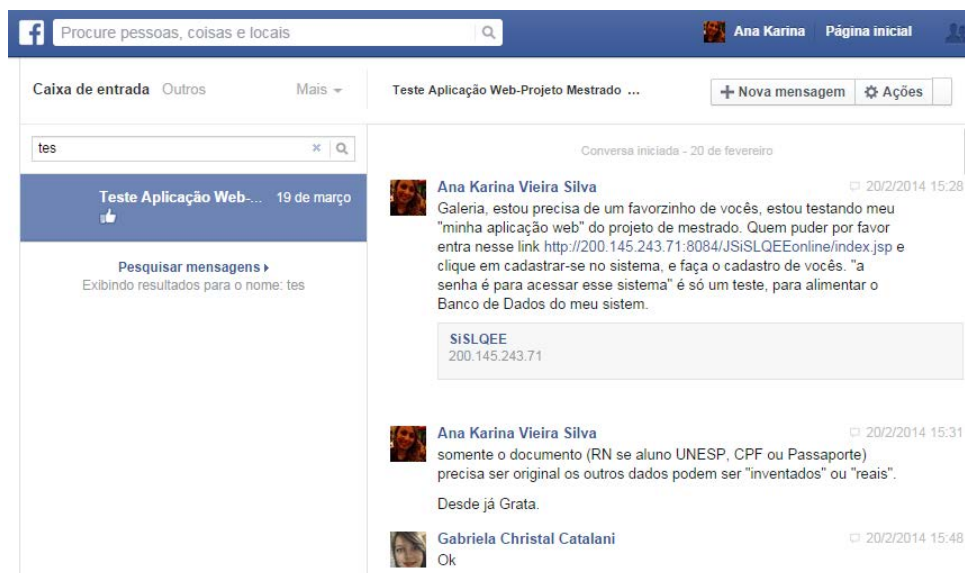 f
Procure pessoas, coisas e locais
Ana Karina
Página inicial
Caixa de entrada
Outros
Mais
Teste Aplicação Web-Projeto Mestrado ...
Nova mensagem
Ações
tes
Teste Aplicação Web-... 19 de março
Pesquisar mensagens
Exibindo resultados para o nome: tes
Conversa iniciada - 20 de fevereiro
Ana Karina Vieira Silva 20/2/2014 15:28
Galeria, estou precisa de um favorzinho de vocês, estou testando meu
"minha aplicação web" do projeto de mestrado. Quem puder por favor
entra nesse link http://200.145.243.71:8084/JSiSLQEEonline/index.jsp e
clique em cadastrar-se no sistema, e faça o cadastro de vocês. "a
senha é para acessar esse sistema" é só um teste, para alimentar o
Banco de Dados do meu sistem.
SiSLQEE
200.145.243.71
Ana Karina Vieira Silva 20/2/2014 15:31
somente o documento (RN se aluno UNESP, CPF ou Passaporte)
precisa ser original os outros dados podem ser "inventados" ou "reais".
Desde já Grata.
Gabriela Christal Catalani 20/2/2014 15:48
Ok